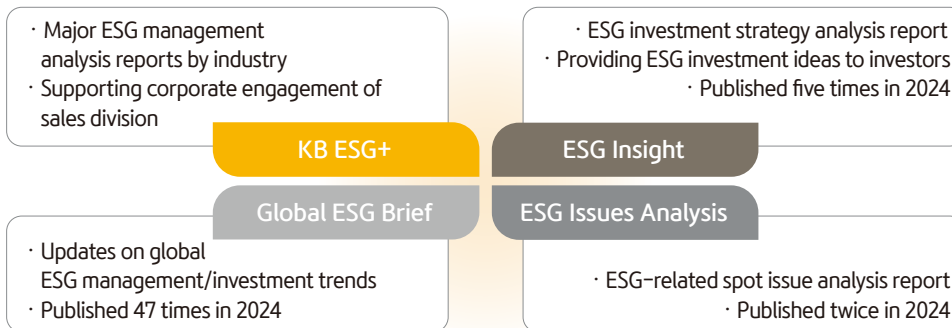 · Major ESG management
analysis reports by industry
· Supporting corporate engagement of
sales division
KB ESG+
· ESG investment strategy analysis report
· Providing ESG investment ideas to investors
· Published five times in 2024
ESG Insight
Global ESG Brief
· Updates on global
ESG management/investment trends
· Published 47 times in 2024
ESG Issues Analysis
· ESG-related spot issue analysis report
· Published twice in 2024